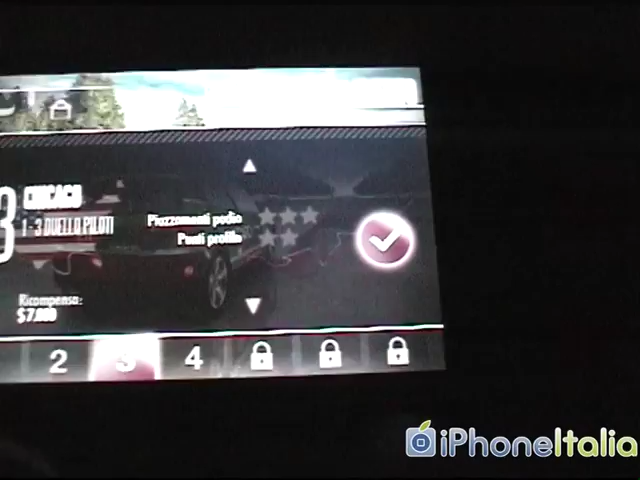 3
CHICAGO
1-3 DUELLO PILOTI
Piazzamenti podio
Punti profilo
Ricompensa:
$7.000
2 3 4
iPhoneItalia